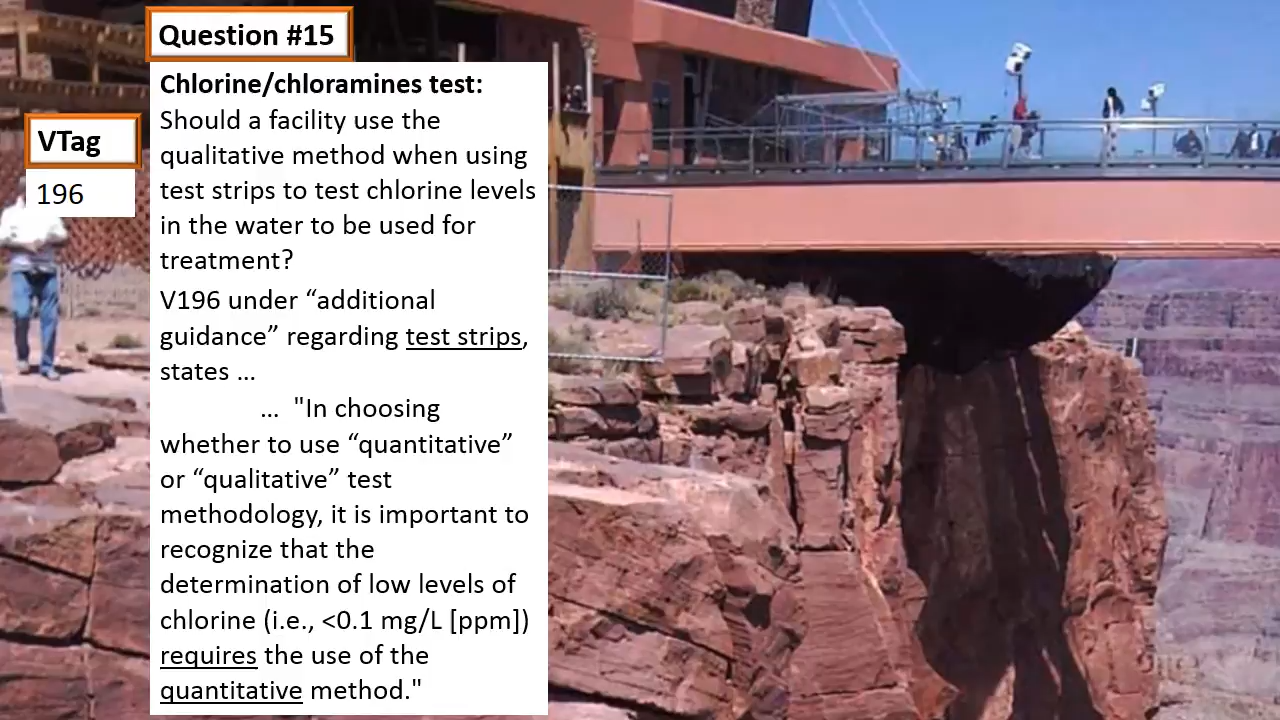 Question #15
VTag
196
Chlorine/chloramines test:
Should a facility use the
qualitative method when using
test strips to test chlorine levels
in the water to be used for
treatment?
V196 under “additional
guidance” regarding test strips,
states ...
... "In choosing
whether to use “quantitative”
or “qualitative” test
methodology, it is important to
recognize that the
determination of low levels of
chlorine (i.e., <0.1 mg/L [ppm])
requires the use of the
quantitative method."